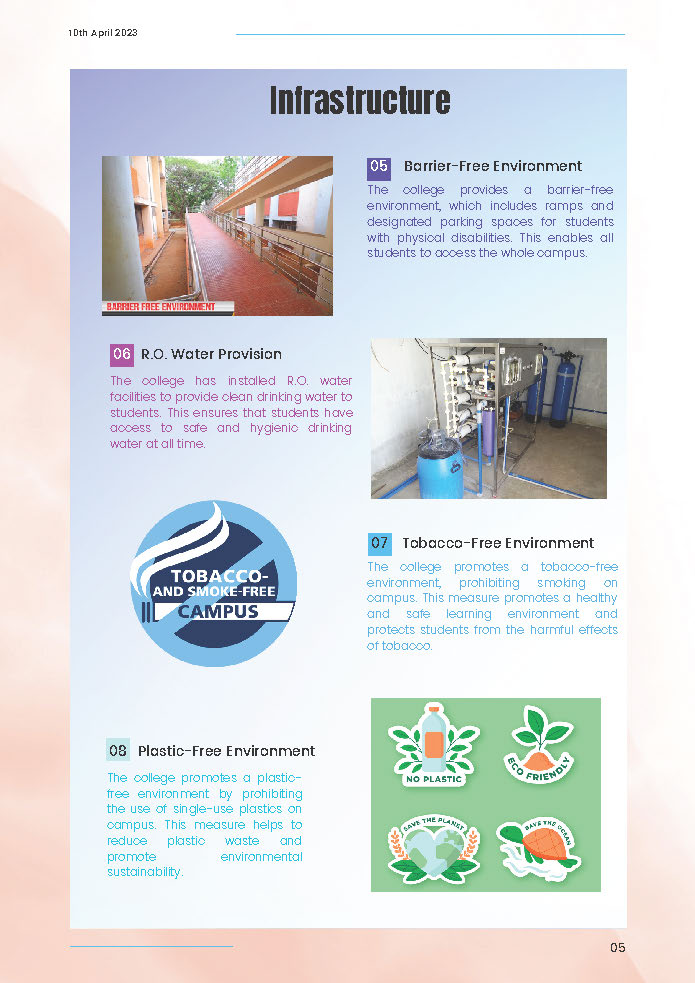 10th April 2023
Infrastructure
BARRIER FREE ENVIRONMENT
05 Barrier-Free Environment
The college provides a barrier-free
environment, which includes ramps and
designated parking spaces for students
with physical disabilities. This enables all
students to access the whole campus.
06 R.O. Water Provision
The college has installed R.O. water
facilities to provide clean drinking water to
students. This ensures that students have
access to safe and hygienic drinking
water at all time.
TOBACCO-
AND SMOKE-FREE
CAMPUS
07 Tobacco-Free Environment
The college promotes a tobacco-free
environment, prohibiting smoking on
campus. This measure promotes a healthy
and safe learning environment and
protects students from the harmful effects
of tobacco.
08 Plastic-Free Environment
The college promotes a plastic-
free environment by prohibiting
the use of single-use plastics on
campus. This measure helps to
reduce plastic waste and
promote environmental
sustainability.
NO PLASTIC
ECO FRIENDLY
SAVE THE PLANET
SAVE THE OCEAN
05